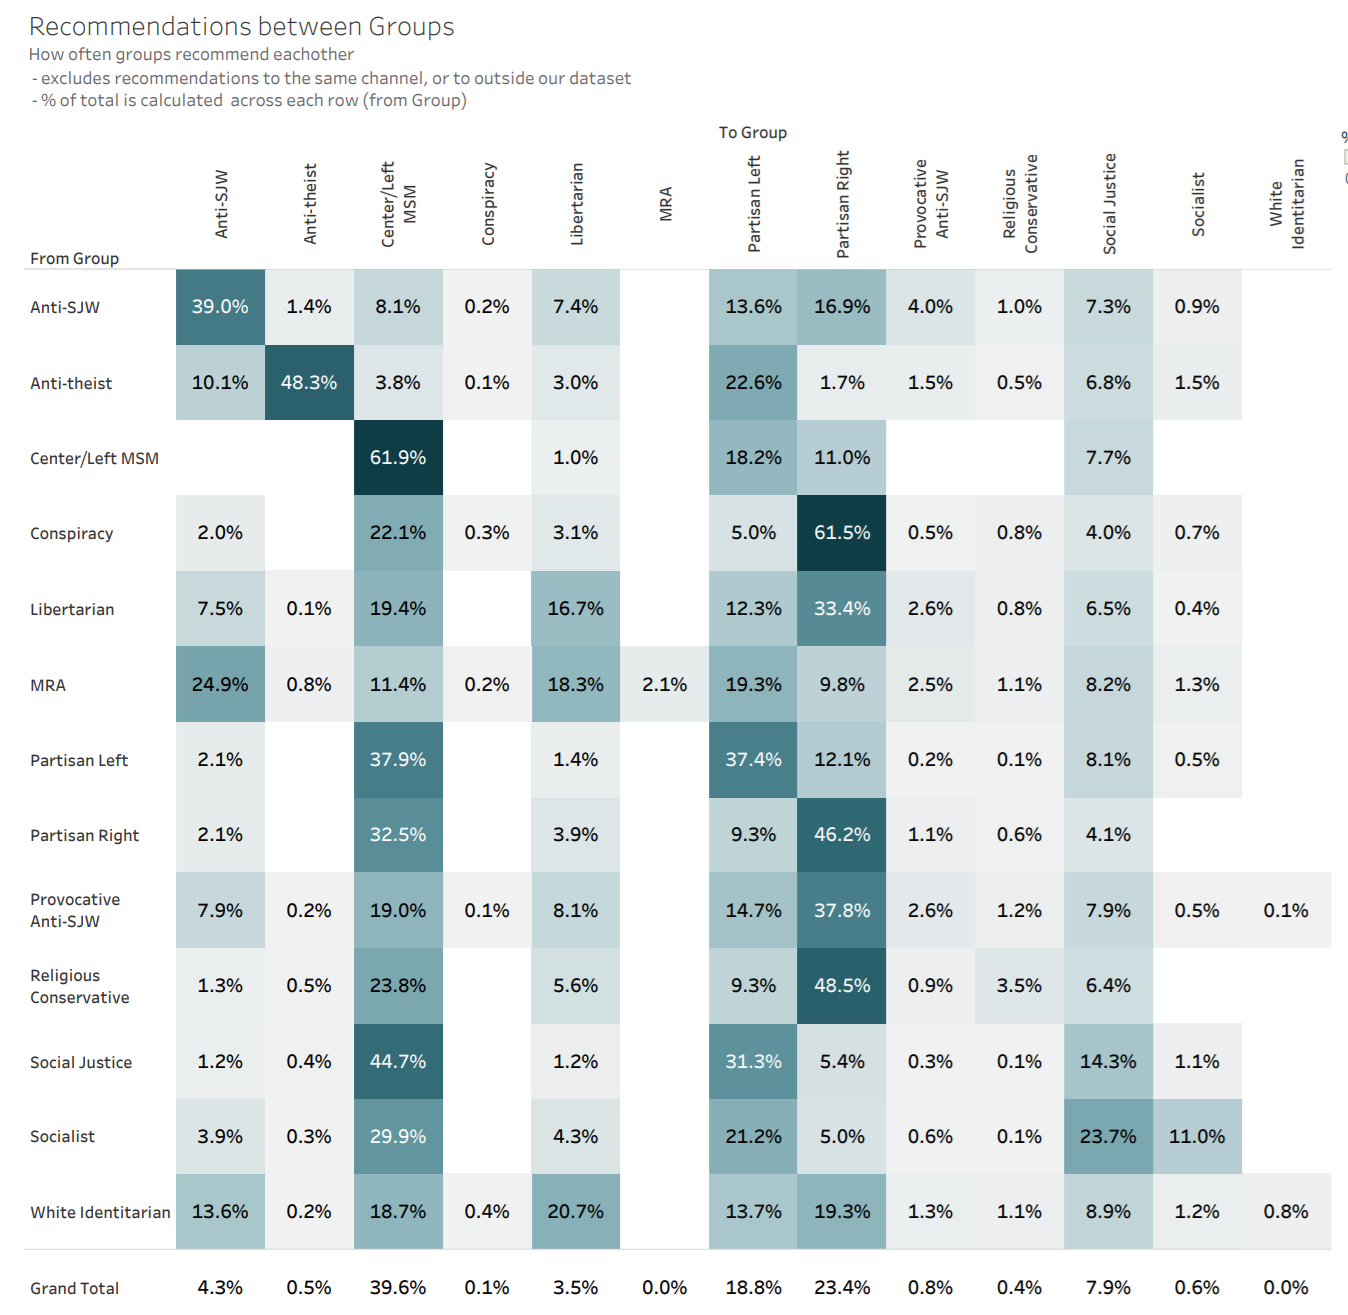 Recommendations between Groups
How often groups recommend eachother
- excludes recommendations to the same channel, or to outside our dataset
- % of total is calculated across each row (from Group)
To Group
From Group
Anti-SJW
Anti-theist
Center/Left
MSM
Conspiracy
Libertarian
MRA
Partisan Left
Partisan Right
Provocative
Anti-SJW
Religious
Conservative
Social Justice
Socialist
White
Identitarian
Anti-SJW 39.0% 1.4% 8.1% 0.2% 7.4% 13.6% 16.9% 4.0% 1.0% 7.3% 0.9%
Anti-theist 10.1% 48.3% 3.8% 0.1% 3.0% 22.6% 1.7% 1.5% 0.5% 6.8% 1.5%
Center/Left MSM 61.9% 1.0% 18.2% 11.0% 7.7%
Conspiracy 2.0% 22.1% 0.3% 3.1% 5.0% 61.5% 0.5% 0.8% 4.0% 0.7%
Libertarian 7.5% 0.1% 19.4% 16.7% 12.3% 33.4% 2.6% 0.8% 6.5% 0.4%
MRA 24.9% 0.8% 11.4% 0.2% 18.3% 2.1% 19.3% 9.8% 2.5% 1.1% 8.2% 1.3%
Partisan Left 2.1% 37.9% 1.4% 37.4% 12.1% 0.2% 0.1% 8.1% 0.5%
Partisan Right 2.1% 32.5% 3.9% 9.3% 46.2% 1.1% 0.6% 4.1%
Provocative
Anti-SJW 7.9% 0.2% 19.0% 0.1% 8.1% 14.7% 37.8% 2.6% 1.2% 7.9% 0.5% 0.1%
Religious
Conservative 1.3% 0.5% 23.8% 5.6% 9.3% 48.5% 0.9% 3.5% 6.4%
Social Justice 1.2% 0.4% 44.7% 1.2% 31.3% 5.4% 0.3% 0.1% 14.3% 1.1%
Socialist 3.9% 0.3% 29.9% 4.3% 21.2% 5.0% 0.6% 0.1% 23.7% 11.0%
White Identitarian 13.6% 0.2% 18.7% 0.4% 20.7% 13.7% 19.3% 1.3% 1.1% 8.9% 1.2% 0.8%
Grand Total 4.3% 0.5% 39.6% 0.1% 3.5% 0.0% 18.8% 23.4% 0.8% 0.4% 7.9% 0.6% 0.0%